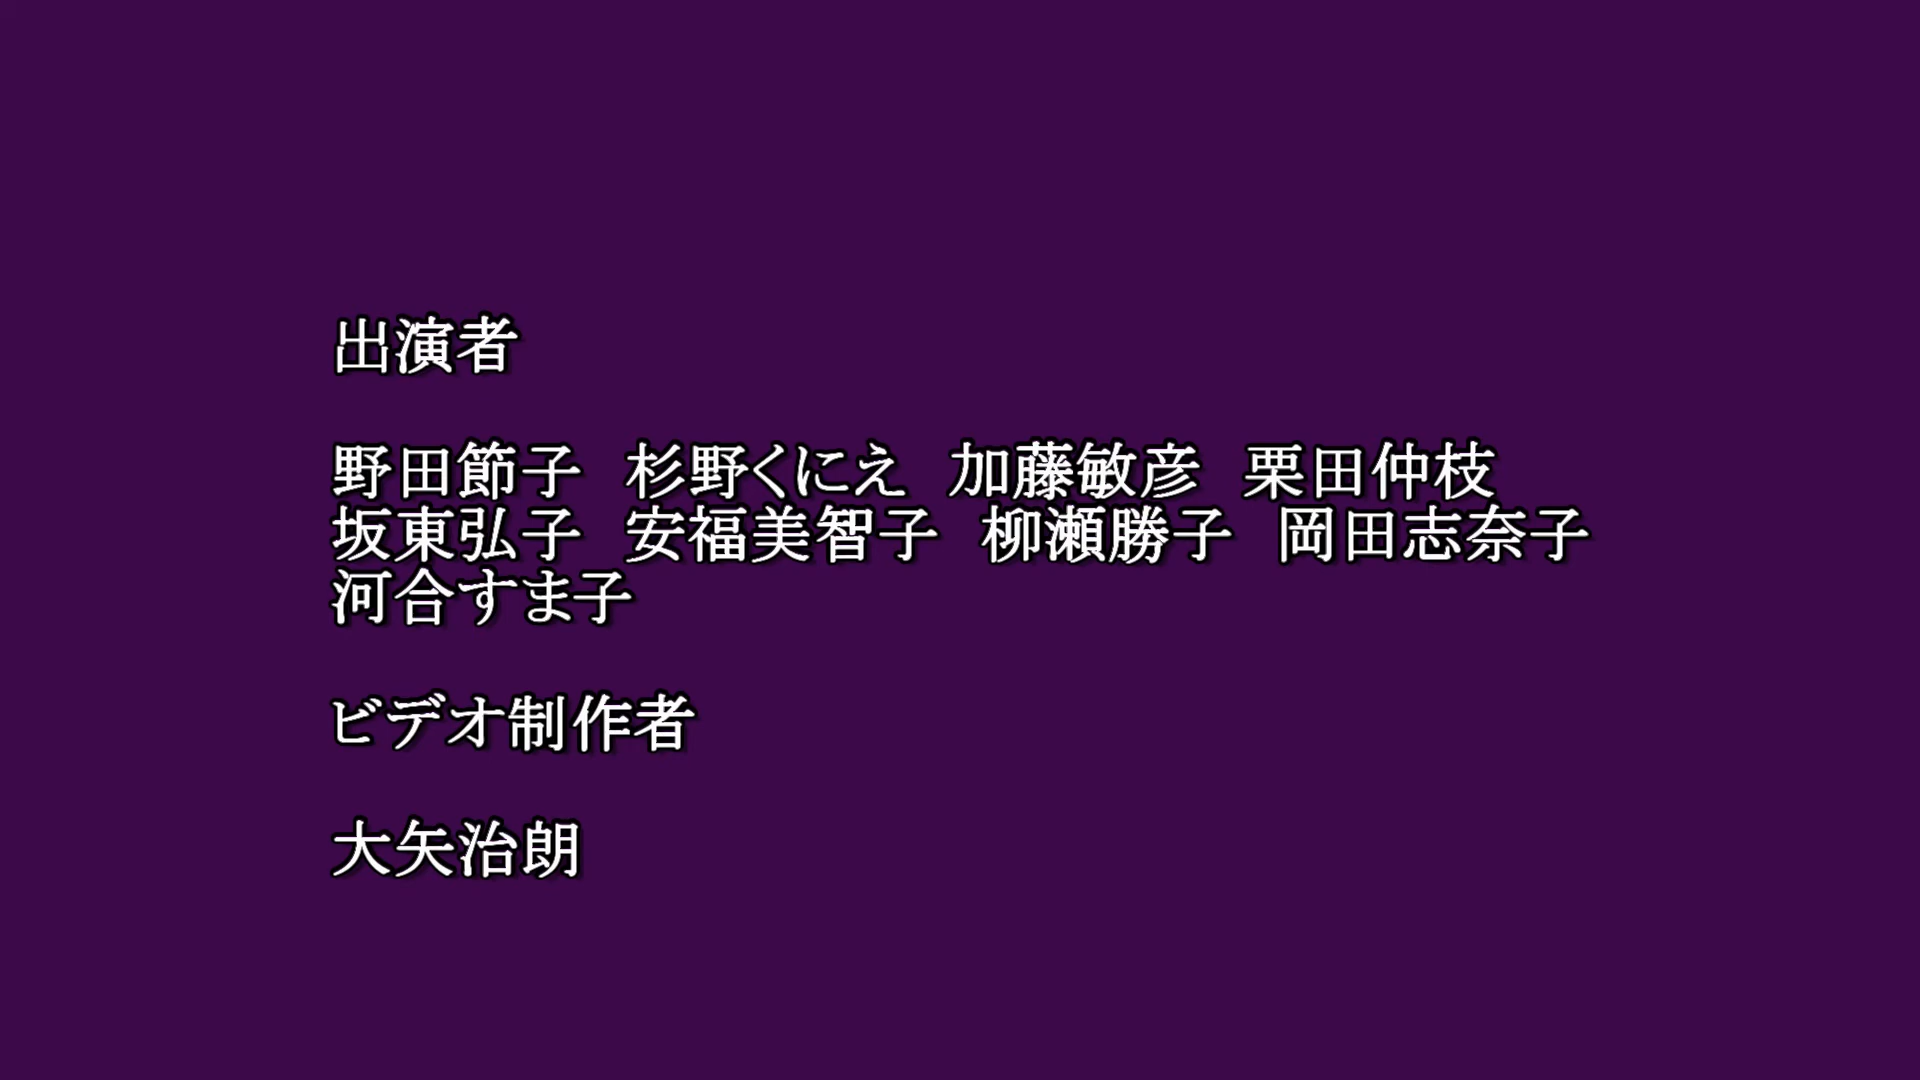 出演者
野田節子　杉野くにえ　加藤敏彦　栗田仲枝
坂東弘子　安福美智子　柳瀬勝子　岡田志奈子
河合すま子
ビデオ制作者
大矢治朗